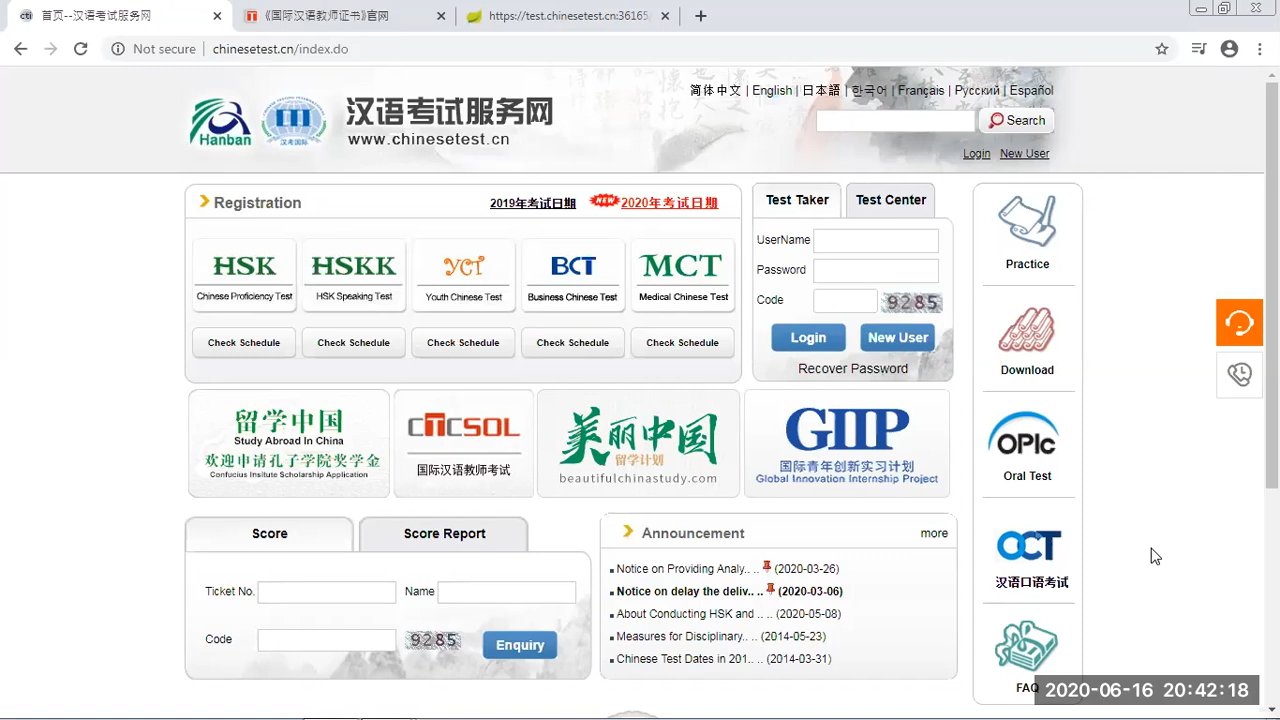 首页--汉语考试服务网
《国际汉语教师证书》官网
https://test.chinesetest.cn:36165
Not secure
chinesetest.cn/index.do
简体中文 | English | 日本語 | 한국어 | Français | Русский | Español
Hanban
汉考国际
汉语考试服务网
www.chinesetest.cn
Search
Login New User
Registration
2019年考试日期
NEW
2020年考试日期
Test Taker
Test Center
HSK
Chinese Proficiency Test
HSKK
HSK Speaking Test
YCT
Youth Chinese Test
BCT
Business Chinese Test
MCT
Medical Chinese Test
Check Schedule
Check Schedule
Check Schedule
Check Schedule
Check Schedule
UserName
Password
Code
9285
Login
New User
Recover Password
Practice
Download
OPIc
Oral Test
OCT
汉语口语考试
FAQ
留学中国
Study Abroad In China
欢迎申请孔子学院奖学金
Confucius Insitute Scholarship Application
CTCSOL
国际汉语教师考试
美丽中国
留学计划
beautifulchinastudy.com
GIIP
国际青年创新实习计划
Global Innovation Internship Project
Score
Score Report
Ticket No.
Name
Code
9285
Enquiry
Announcement
more
Notice on Providing Analy.. .. (2020-03-26)
Notice on delay the deliv.. .. (2020-03-06)
About Conducting HSK and .. .. (2020-05-08)
Measures for Disciplinary.. .. (2014-05-23)
Chinese Test Dates in 201.. .. (2014-03-31)
2020-06-16 20:42:18